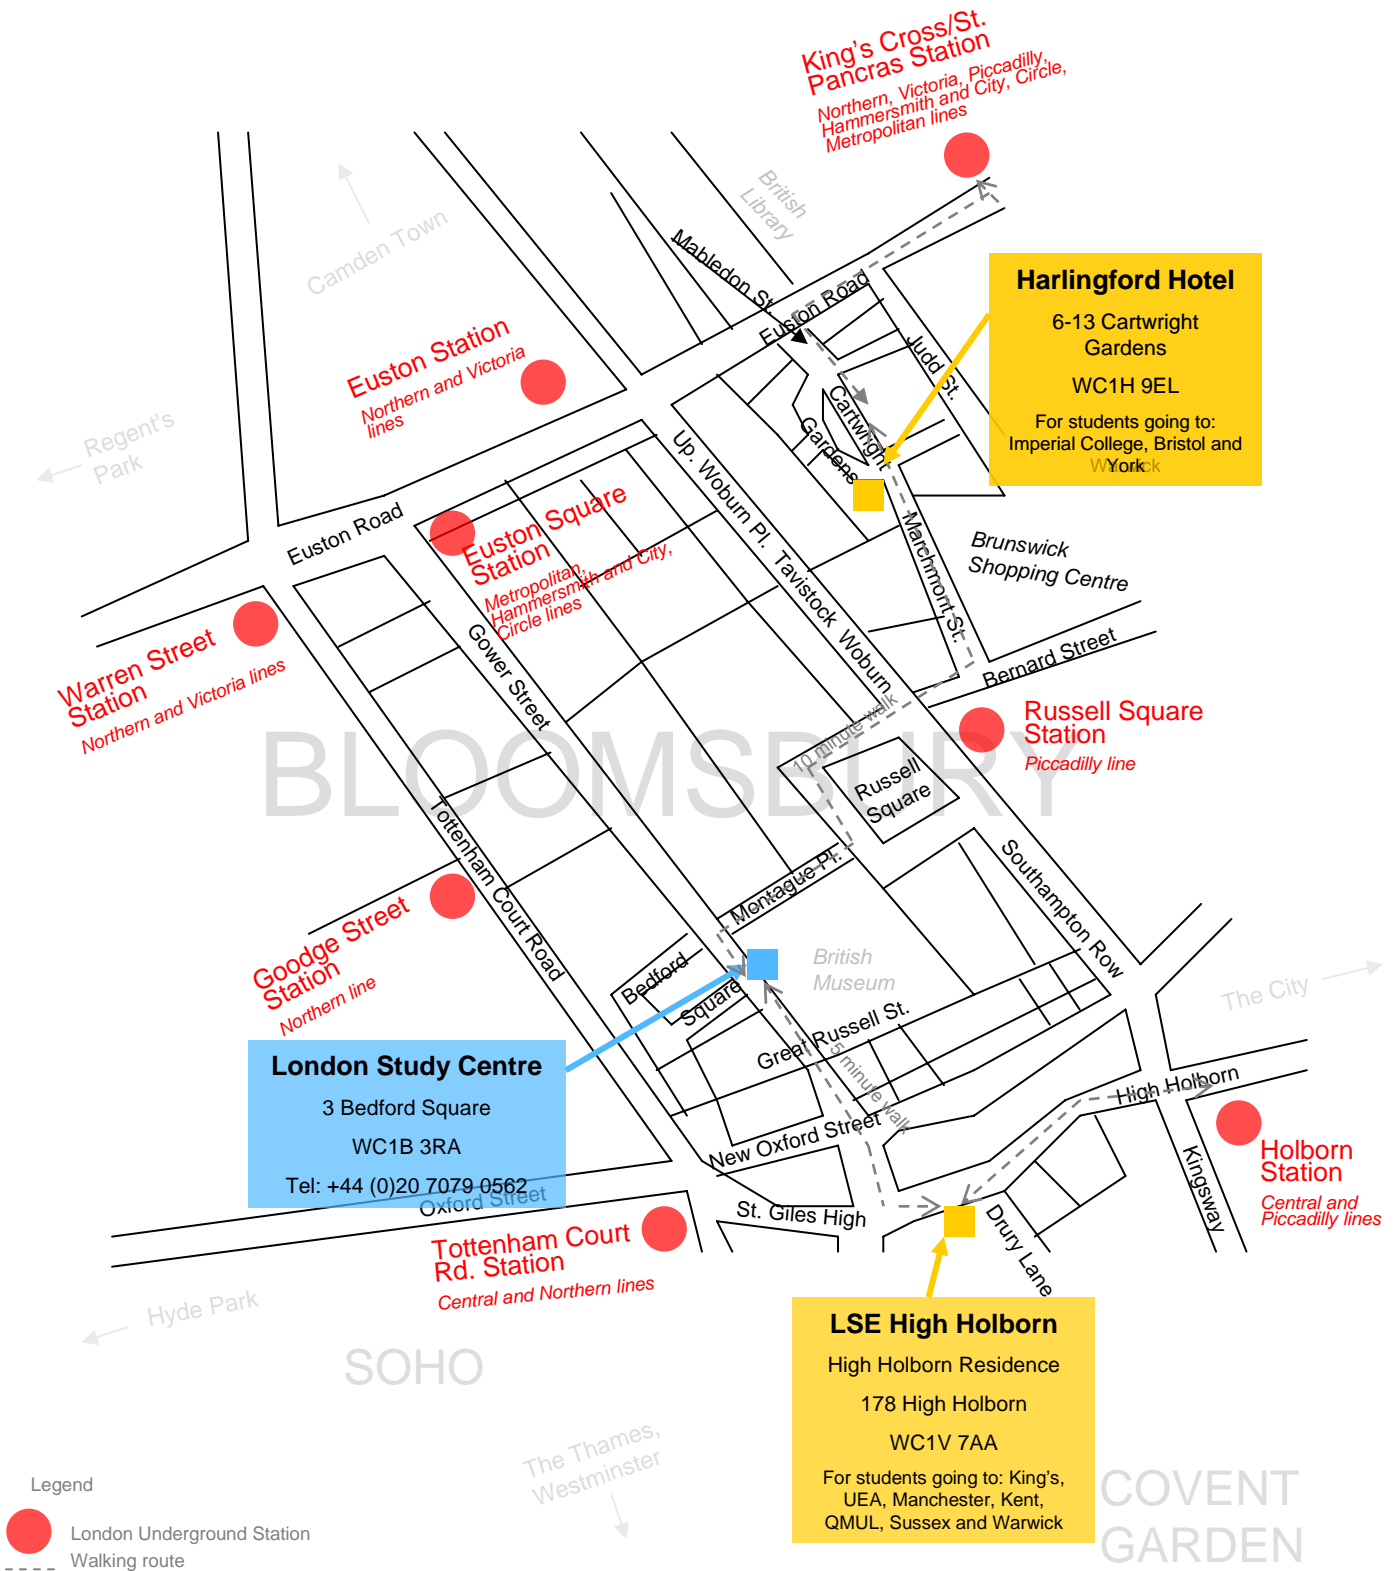 King's Cross/St.
Pancras Station
Northern, Victoria, Piccadilly,
Hammersmith and City, Circle,
Metropolitan lines
British
Library
Camden Town
Mabledon St.
Euston Road
Judd St.
Harlingford Hotel
6-13 Cartwright
Gardens
WC1H 9EL
For students going to:
Imperial College, Bristol and
York
Warwick
Euston Station
Northern and Victoria
lines
Regent's
Park
Cartwright
Gardens
Up. Woburn Pl.
Tavistock
Woburn
Euston Road
Euston Square
Station
Metropolitan,
Hammersmith and City,
Circle lines
Marchmont St.
Brunswick
Shopping Centre
Bernard Street
Warren Street
Station
Northern and Victoria lines
Gower Street
Russell Square
Station
Piccadilly line
BLOOMSBURY
10 minute walk
Russell
Square
Tottenham Court Road
Montague Pl.
Southampton Row
Goodge Street
Station
Northern line
Bedford
Square
British
Museum
The City
Great Russell St.
London Study Centre
3 Bedford Square
WC1B 3RA
Tel: +44 (0)20 7079 0562
5 minute walk
High Holborn
New Oxford Street
Oxford Street
St. Giles High
Kingsway
Holborn
Station
Central and
Piccadilly lines
Drury Lane
Tottenham Court
Rd. Station
Central and Northern lines
Hyde Park
SOHO
LSE High Holborn
High Holborn Residence
178 High Holborn
WC1V 7AA
For students going to: King's,
UEA, Manchester, Kent,
QMUL, Sussex and Warwick
The Thames,
Westminster
COVENT
GARDEN
Legend
London Underground Station
Walking route